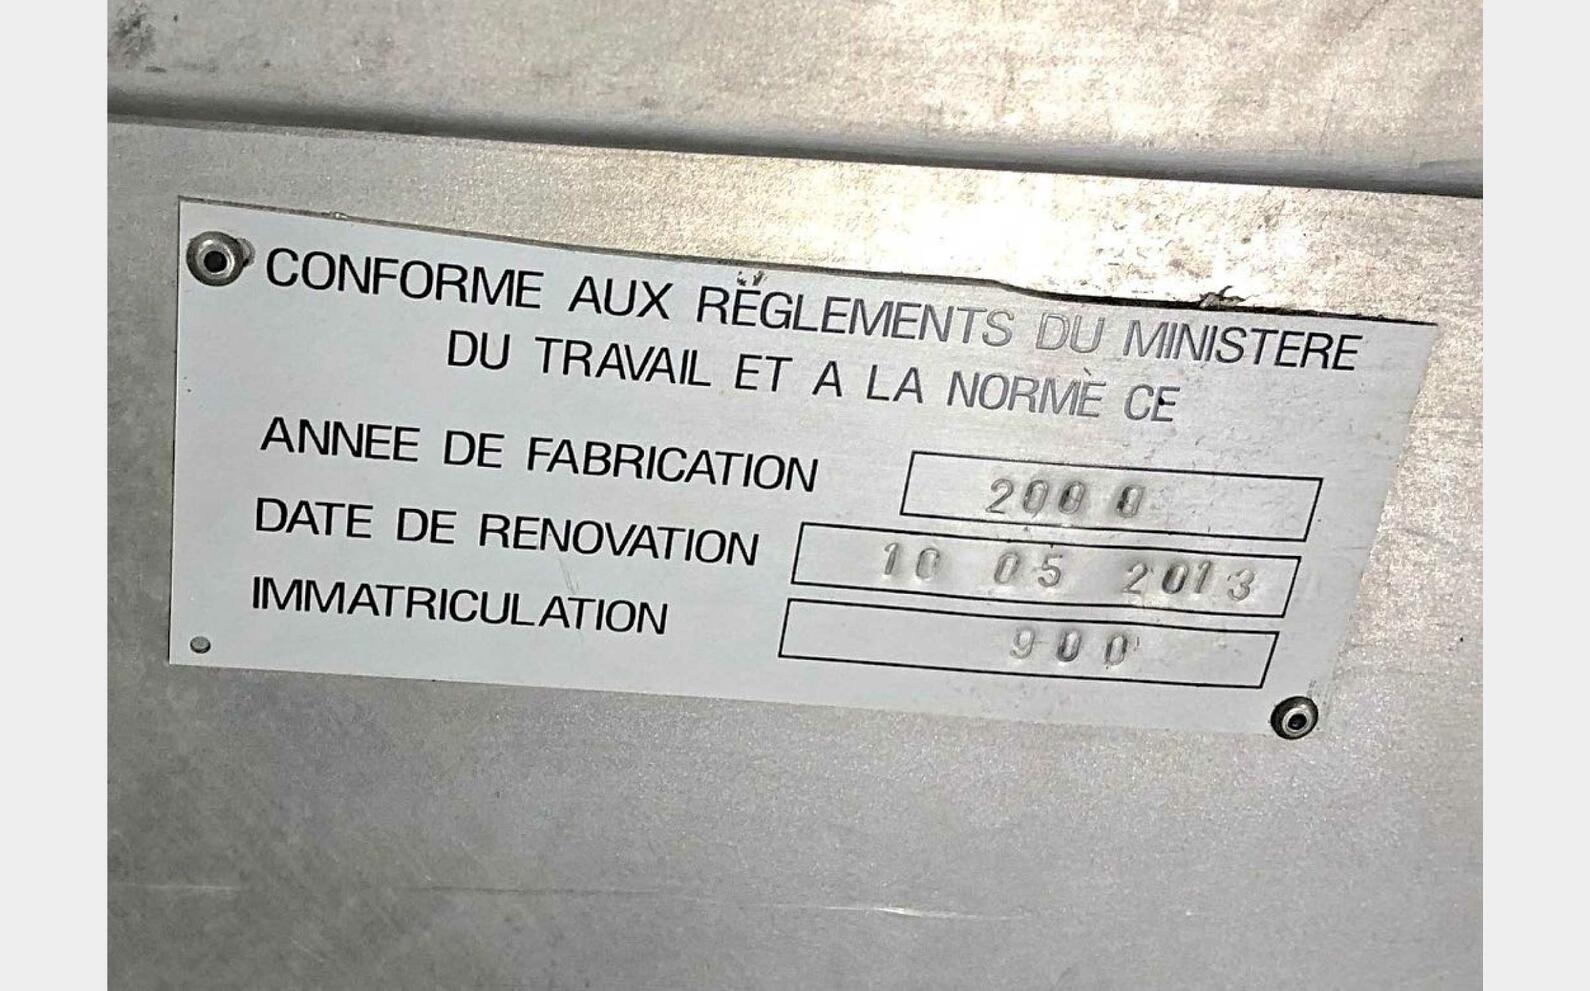 CONFORME AUX RÈGLEMENTS DU MINISTERE
DU TRAVAIL ET A LA NORME CE
ANNEE DE FABRICATION 2000
DATE DE RENOVATION 10 05 2013
IMMATRICULATION 900